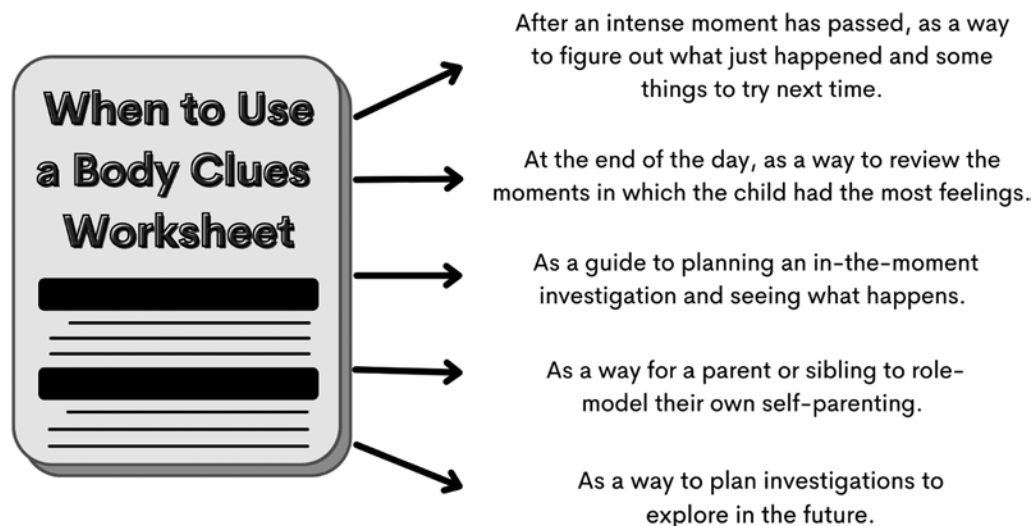 When to Use
a Body Clues
Worksheet
After an intense moment has passed, as a way
to figure out what just happened and some
things to try next time.
At the end of the day, as a way to review the
moments in which the child had the most feelings.
As a guide to planning an in-the-moment
investigation and seeing what happens.
As a way for a parent or sibling to role-
model their own self-parenting.
As a way to plan investigations to
explore in the future.